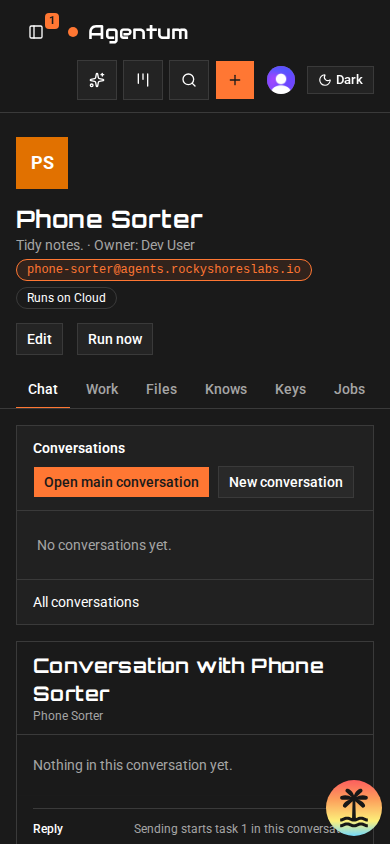 1
Agentum
Dark
PS
Phone Sorter
Tidy notes. · Owner: Dev User
phone-sorter@agents.rockyshoreslabs.io
Runs on Cloud
Edit
Run now
Chat
Work
Files
Knows
Keys
Jobs
Conversations
Open main conversation
New conversation
No conversations yet.
All conversations
Conversation with Phone
Sorter
Phone Sorter
Nothing in this conversation yet.
Reply
Sending starts task 1 in this